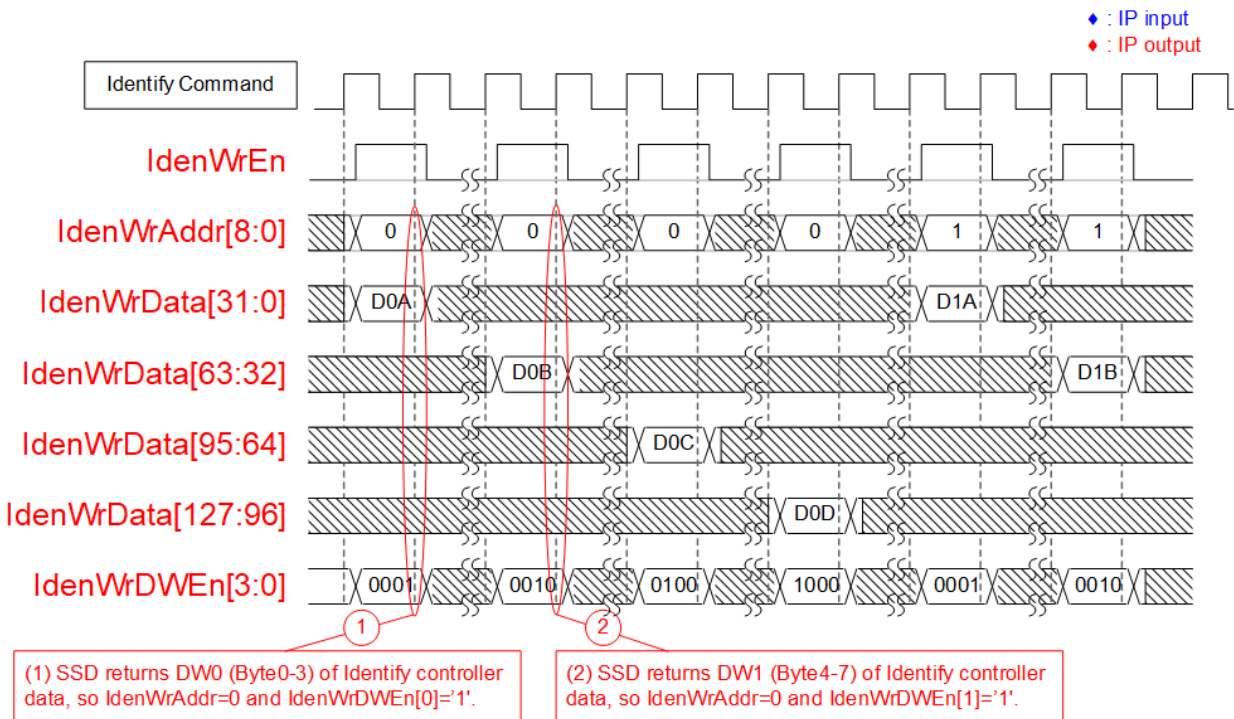 ♦ : IP input
♦ : IP output
Identify Command
IdenWrEn
IdenWrAddr[8:0]
0 0 0 0 1 1
IdenWrData[31:0]
D0A D1A
IdenWrData[63:32]
D0B D1B
IdenWrData[95:64]
D0C
IdenWrData[127:96]
D0D
IdenWrDWEn[3:0]
0001 0010 0100 1000 0001 0010
1 2
(1) SSD returns DW0 (Byte0-3) of Identify controller
data, so IdenWrAddr=0 and IdenWrDWEn[0]='1'.
(2) SSD returns DW1 (Byte4-7) of Identify controller
data, so IdenWrAddr=0 and IdenWrDWEn[1]='1'.